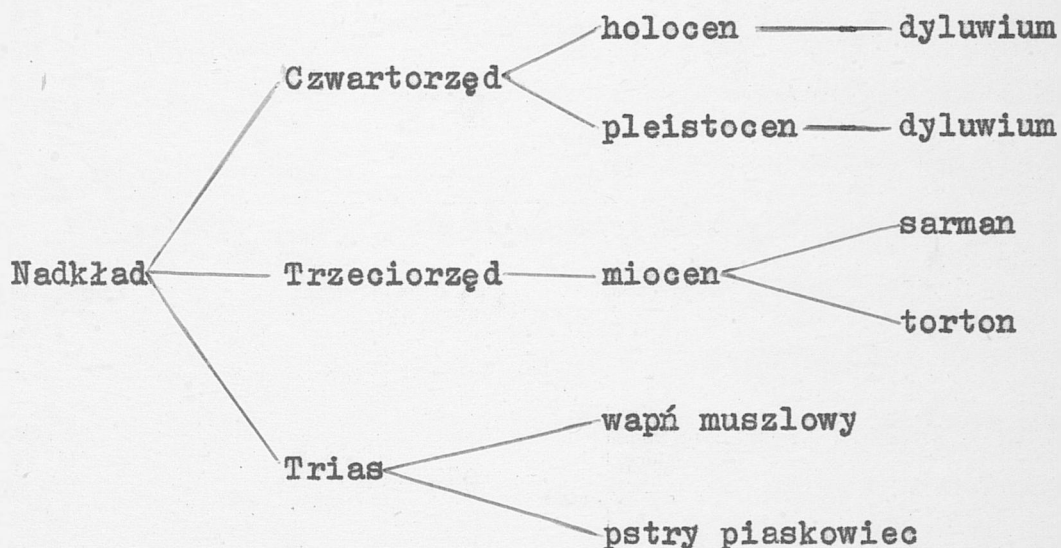 holocen dyluwium
Czwartorzęd
pleistocen dyluwium
sarman
Nadkład Trzeciorzęd miocen
torton
wapń muszlowy
Trias
pstry piaskowiec